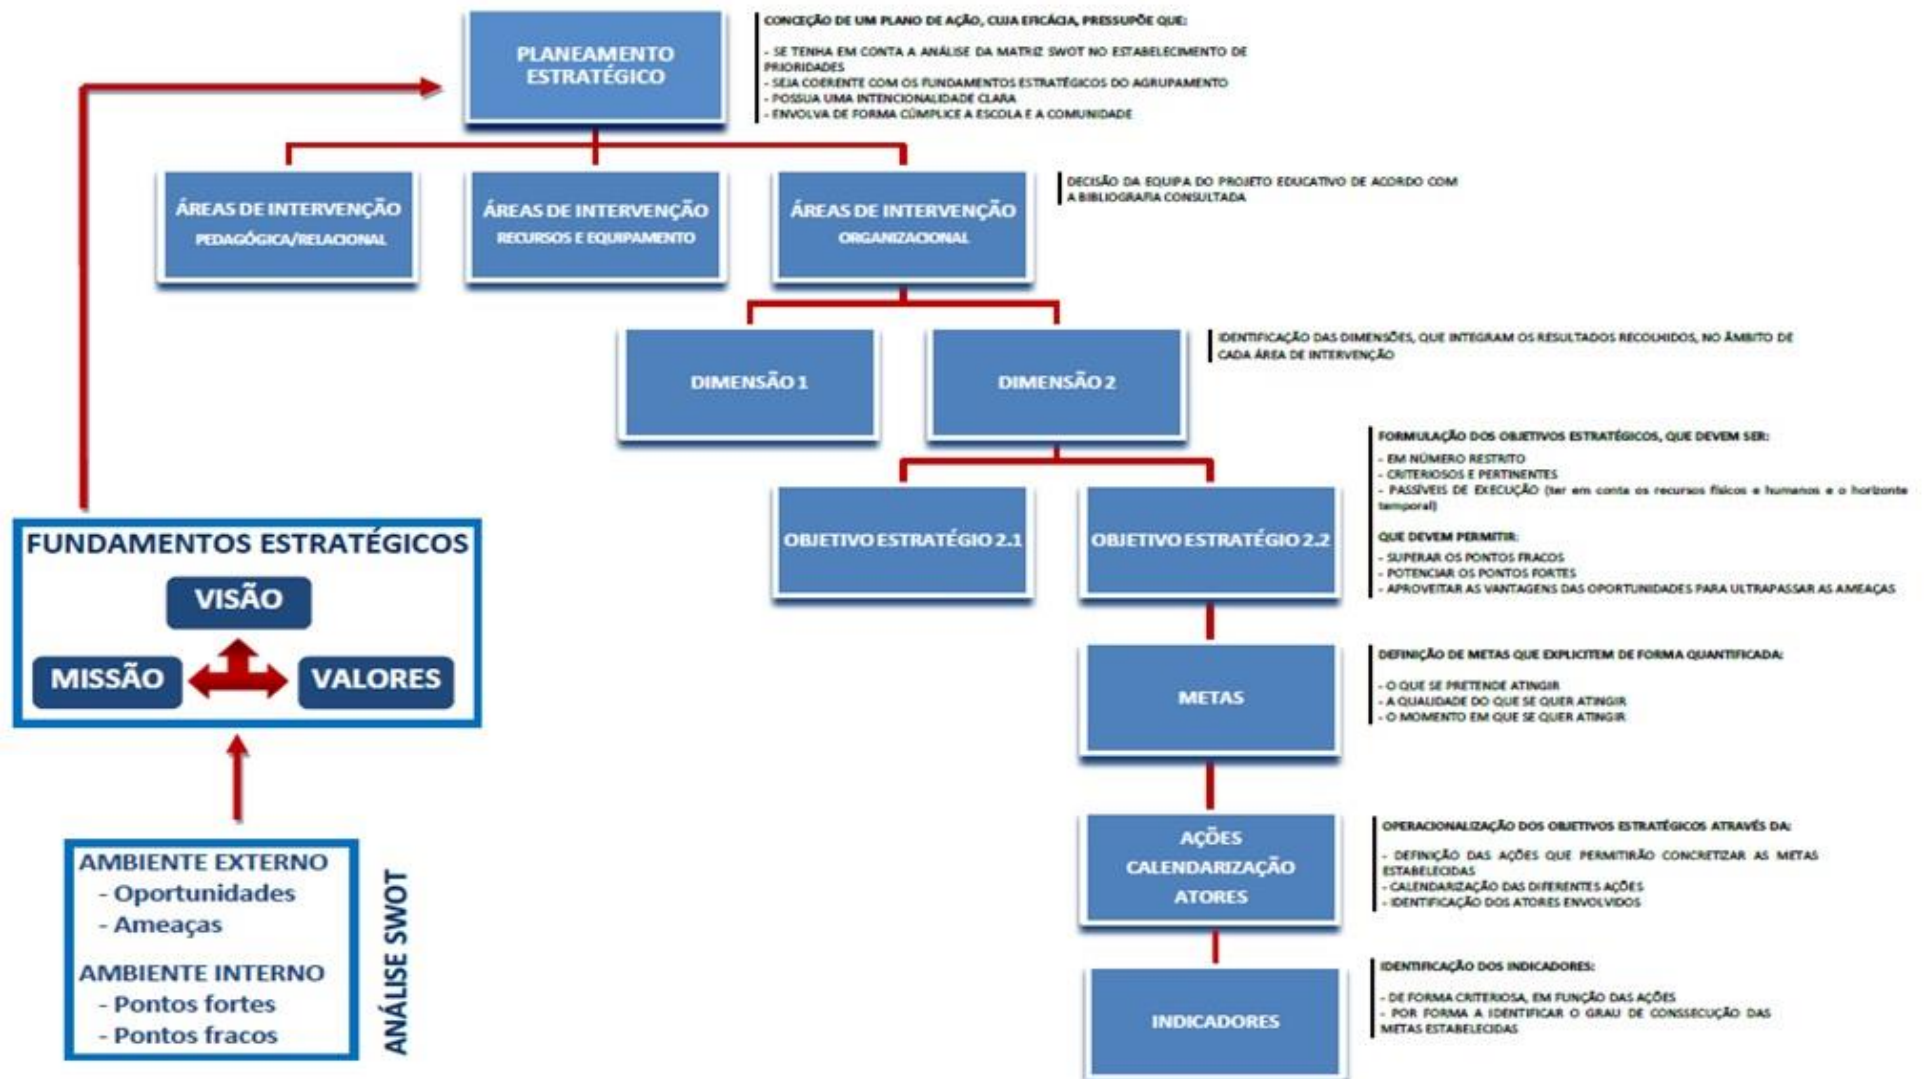 PLANEAMENTO
ESTRATÉGICO
CONCEÇÃO DE UM PLANO DE AÇÃO, CUJA EFICÁCIA, PRESSUPÕE QUE:
- SE TENHA EM CONTA A ANÁLISE DA MATRIZ SWOT NO ESTABELECIMENTO DE
PRIORIDADES
- SEJA COERENTE COM OS FUNDAMENTOS ESTRATÉGICOS DO AGRUPAMENTO
- POSSUA UMA INTENCIONALIDADE CLARA
- ENVOLVA DE FORMA CÚMPLICE A ESCOLA E A COMUNIDADE
ÁREAS DE INTERVENÇÃO
PEDAGÓGICA/RELACIONAL
ÁREAS DE INTERVENÇÃO
RECURSOS E EQUIPAMENTO
ÁREAS DE INTERVENÇÃO
ORGANIZACIONAL
DECISÃO DA EQUIPA DO PROJETO EDUCATIVO DE ACORDO COM
A BIBLIOGRAFIA CONSULTADA
DIMENSÃO 1
DIMENSÃO 2
IDENTIFICAÇÃO DAS DIMENSÕES, QUE INTEGRAM OS RESULTADOS RECOLHIDOS, NO ÂMBITO DE
CADA ÁREA DE INTERVENÇÃO
OBJETIVO ESTRATÉGIO 2.1
OBJETIVO ESTRATÉGIO 2.2
FORMULAÇÃO DOS OBJETIVOS ESTRATÉGICOS, QUE DEVEM SER:
- EM NÚMERO RESTRITO
- CRITERIOSOS E PERTINENTES
- PASSÍVEIS DE EXECUÇÃO (ter em conta os recursos físicos e humanos e o horizonte
temporal)
QUE DEVEM PERMITIR:
- SUPERAR OS PONTOS FRACOS
- POTENCIAR OS PONTOS FORTES
- APROVEITAR AS VANTAGENS DAS OPORTUNIDADES PARA ULTRAPASSAR AS AMEAÇAS
METAS
DEFINIÇÃO DE METAS QUE EXPLICITEM DE FORMA QUANTIFICADA:
- O QUE SE PRETENDE ATINGIR
- A QUALIDADE DO QUE SE QUER ATINGIR
- O MOMENTO EM QUE SE QUER ATINGIR
AÇÕES
CALENDARIZAÇÃO
ATORES
OPERACIONALIZAÇÃO DOS OBJETIVOS ESTRATÉGICOS ATRAVÉS DA:
- DEFINIÇÃO DAS AÇÕES QUE PERMITIRÃO CONCRETIZAR AS METAS
ESTABELECIDAS
- CALENDARIZAÇÃO DAS DIFERENTES AÇÕES
- IDENTIFICAÇÃO DOS ATORES ENVOLVIDOS
INDICADORES
IDENTIFICAÇÃO DOS INDICADORES:
- DE FORMA CRITERIOSA, EM FUNÇÃO DAS AÇÕES
- POR FORMA A IDENTIFICAR O GRAU DE CONSSECUÇÃO DAS
METAS ESTABELECIDAS
FUNDAMENTOS ESTRATÉGICOS
VISÃO
MISSÃO
VALORES
AMBIENTE EXTERNO
- Oportunidades
- Ameaças
AMBIENTE INTERNO
- Pontos fortes
- Pontos fracos
ANÁLISE SWOT